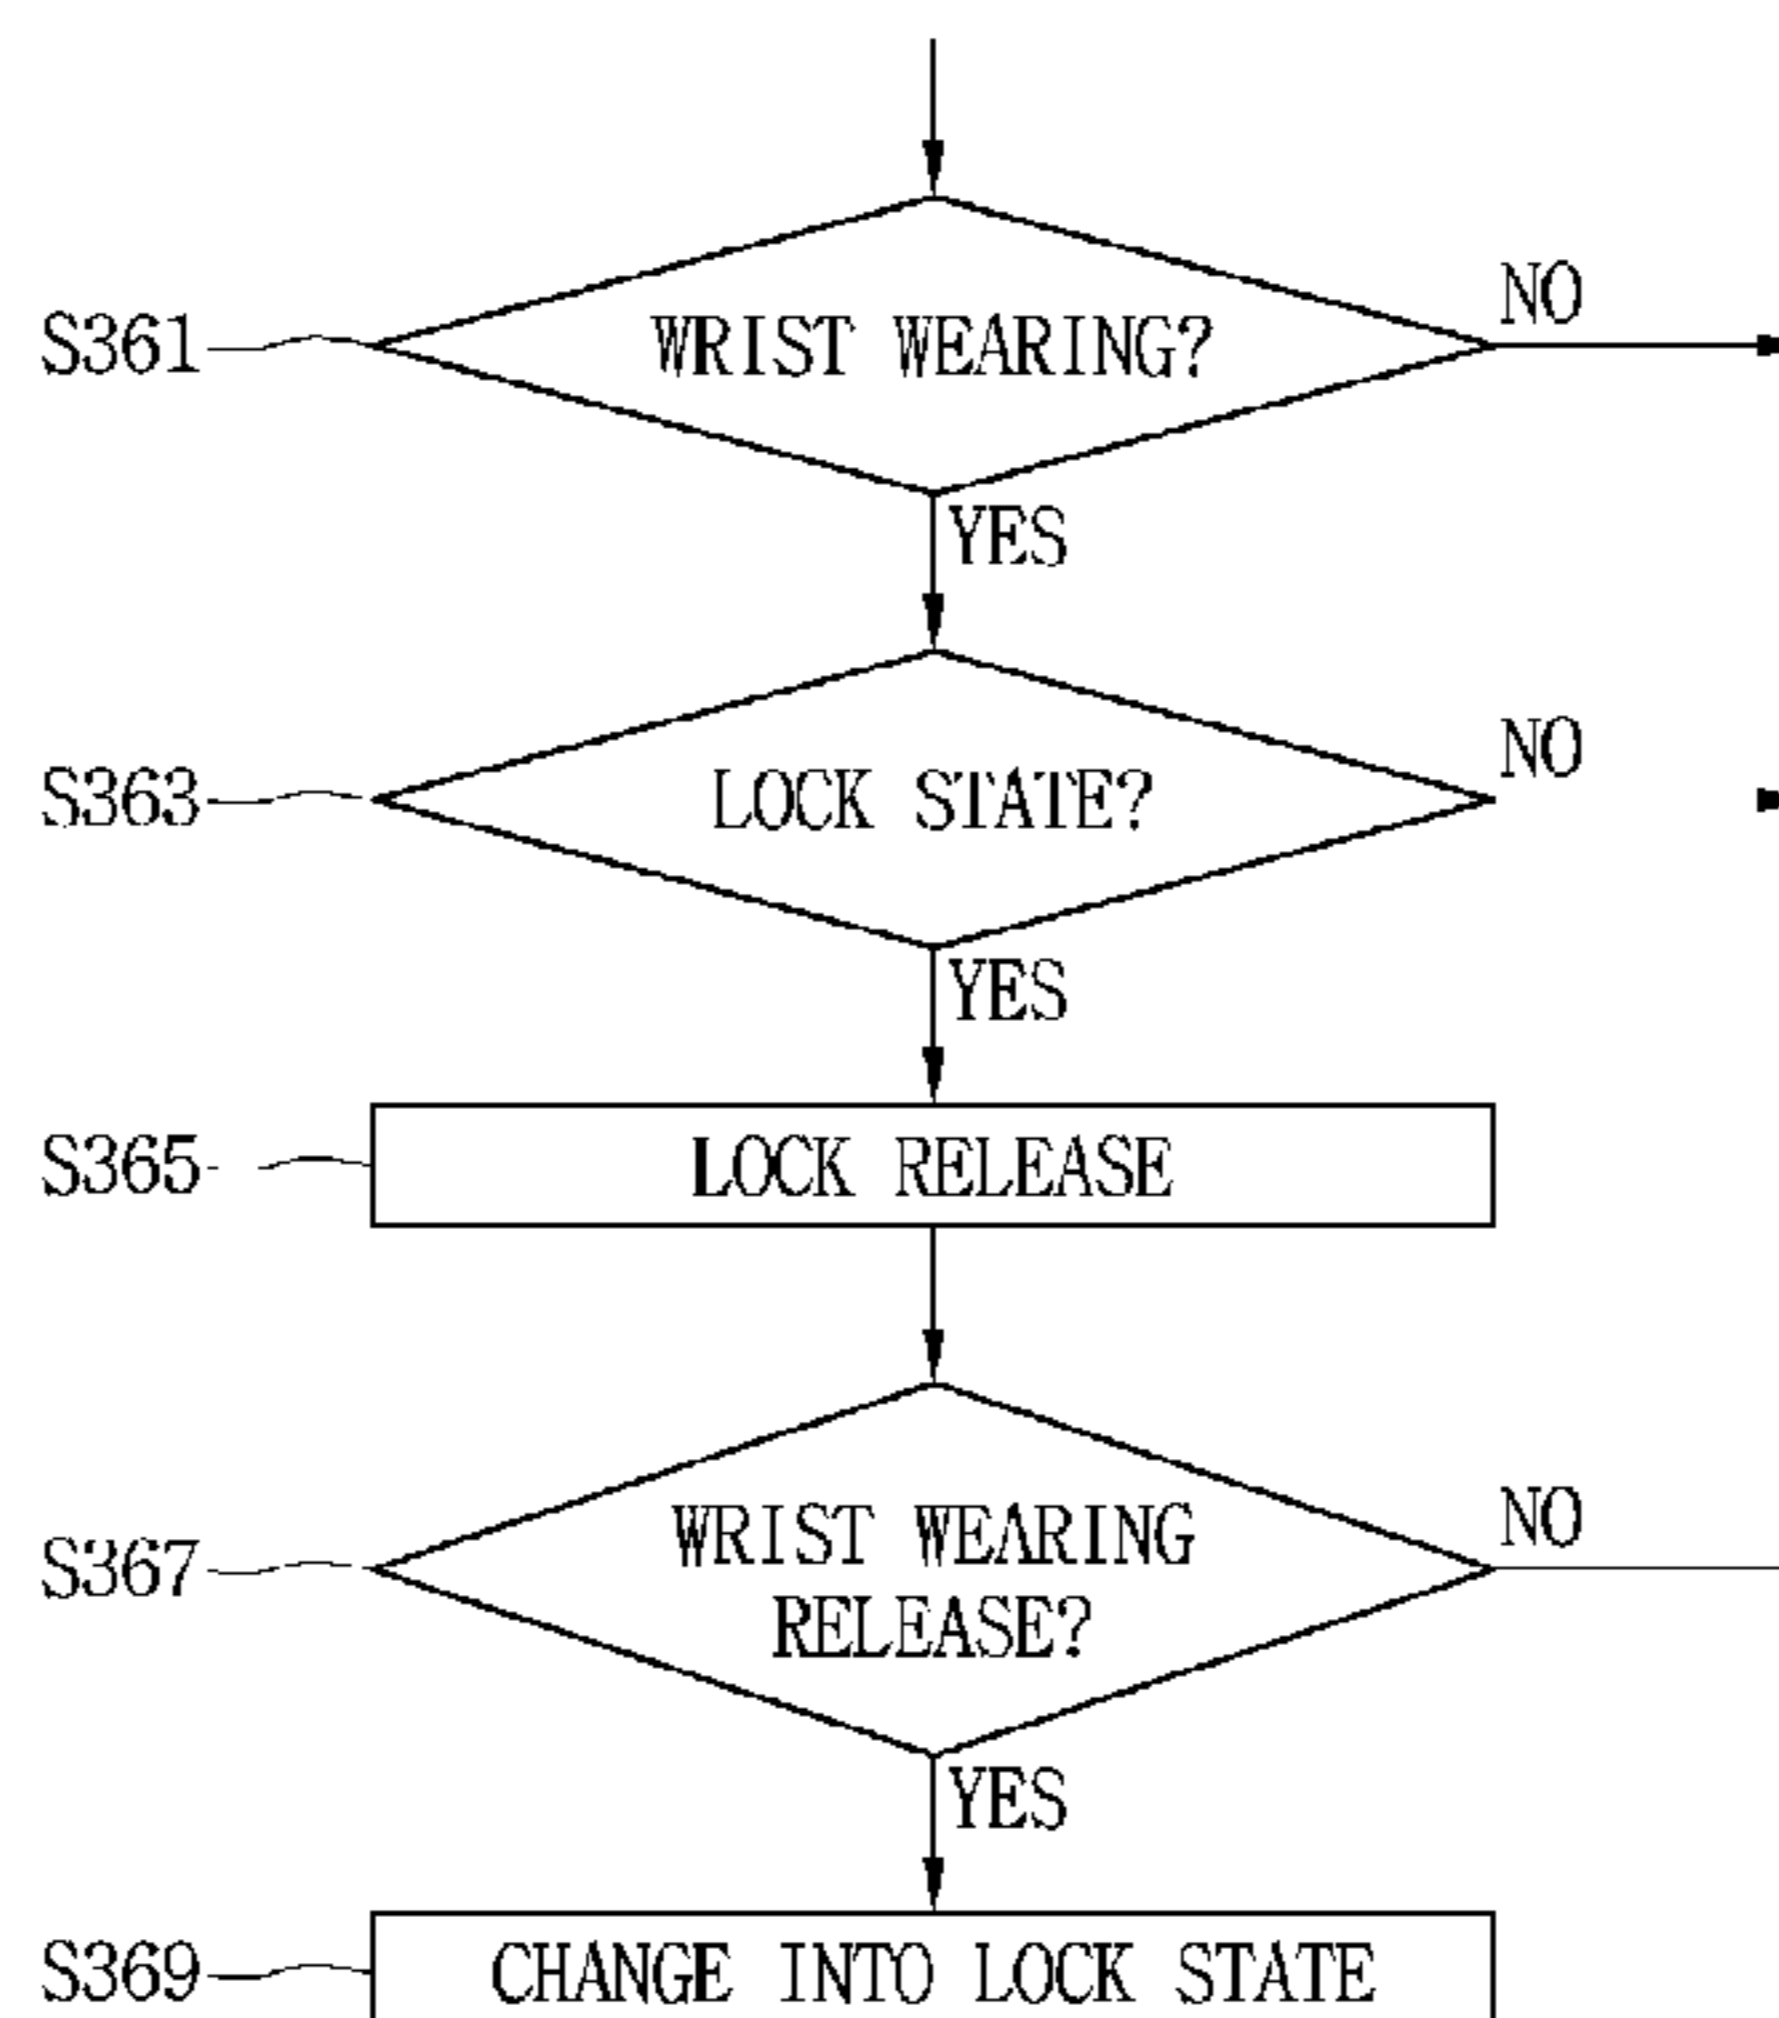 NO
S361 WRIST WEARING?
YES
NO
S363 LOCK STATE?
YES
S365 LOCK RELEASE
NO
WRIST WEARING
S367
RELEASE?
YES
S369 CHANGE INTO LOCK STATE